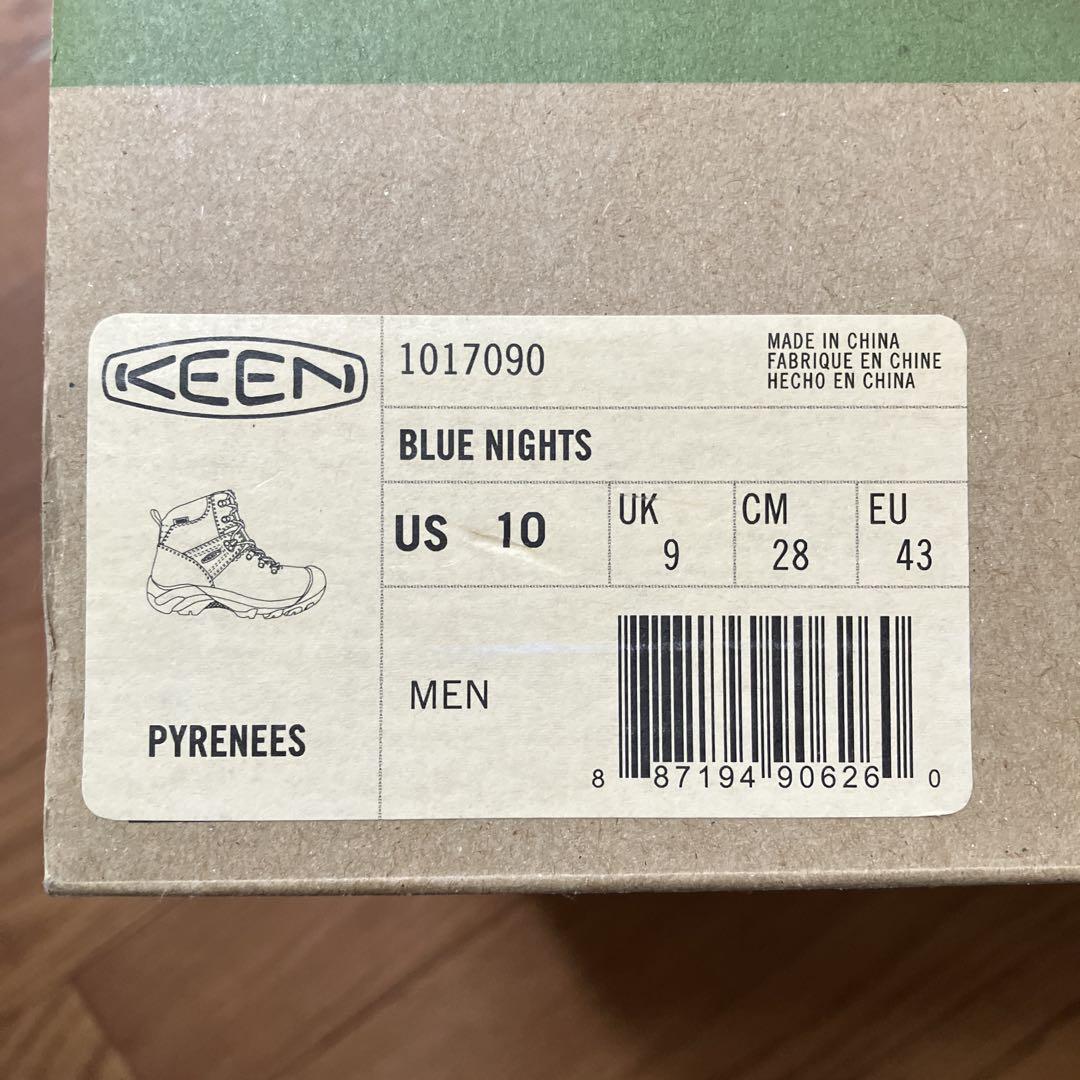 KEEN
1017090
MADE IN CHINA
FABRIQUE EN CHINE
HECHO EN CHINA
BLUE NIGHTS
US 10
UK 9
CM 28
EU 43
MEN
PYRENEES
8 87194 90626 0